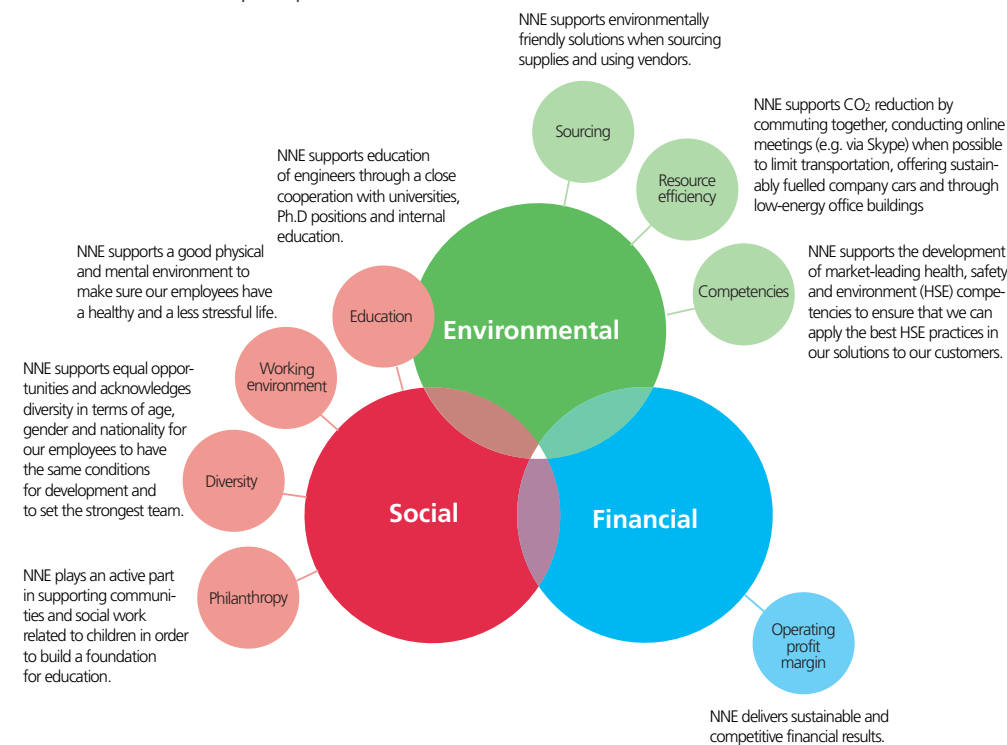 NNE supports environmentally
friendly solutions when sourcing
supplies and using vendors.
Sourcing
NNE supports CO₂ reduction by
commuting together, conducting online
meetings (e.g. via Skype) when possible
to limit transportation, offering sustain-
ably fuelled company cars and through
low-energy office buildings
Resource
efficiency
NNE supports education
of engineers through a close
cooperation with universities,
Ph.D positions and internal
education.
NNE supports a good physical
and mental environment to
make sure our employees have
a healthy and a less stressful life.
NNE supports the development
of market-leading health, safety
and environment (HSE) compe-
tencies to ensure that we can
apply the best HSE practices in
our solutions to our customers.
Competencies
Education
Environmental
Working
environment
NNE supports equal oppor-
tunities and acknowledges
diversity in terms of age,
gender and nationality for
our employees to have
the same conditions
for development and
to set the strongest team.
Diversity
Social
Financial
NNE plays an active part
in supporting communi-
ties and social work
related to children in order
to build a foundation
for education.
Philanthropy
Operating
profit
margin
NNE delivers sustainable and
competitive financial results.